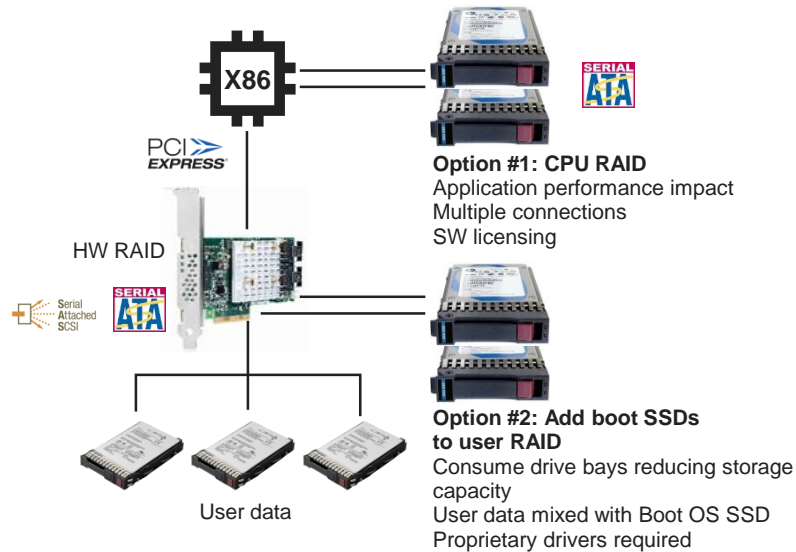 X86
SERIAL
ATA
PCI
EXPRESS
Option #1: CPU RAID
Application performance impact
Multiple connections
SW licensing
HW RAID
Serial
Attached
SCSI
SERIAL
ATA
Option #2: Add boot SSDs
to user RAID
Consume drive bays reducing storage
capacity
User data mixed with Boot OS SSD
Proprietary drivers required
User data